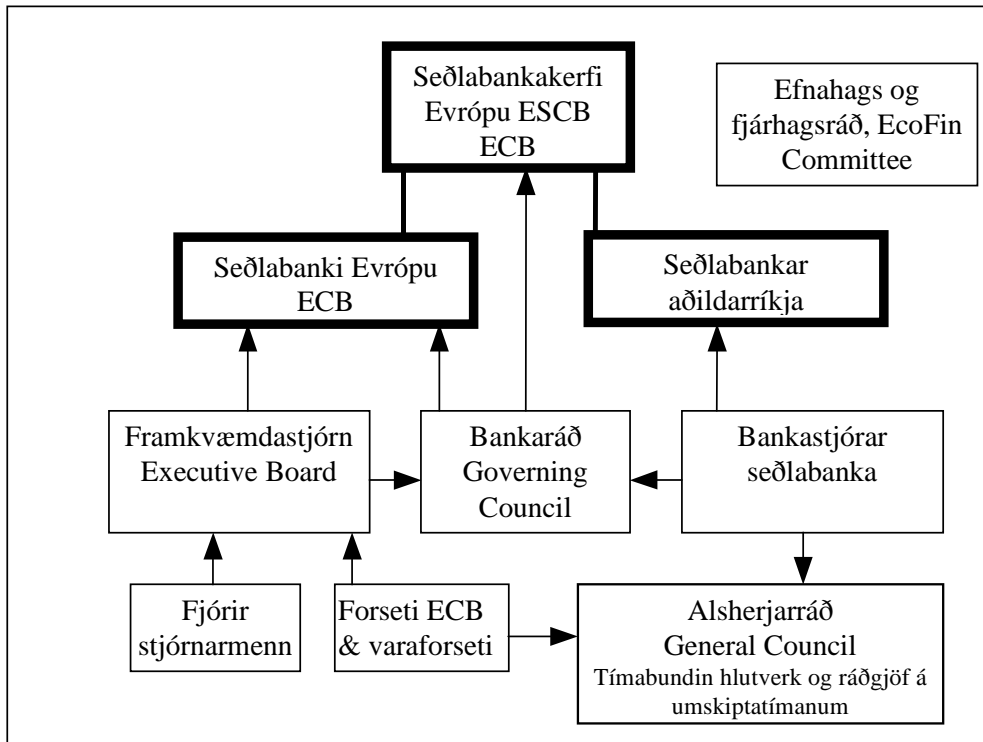 Seðlabankakerfi
Evrópu ESCB
ECB
Efnahags og
fjárhagsráð, EcoFin
Committee
Seðlabanki Evrópu
ECB
Seðlabankar
aðildarríkja
Framkvæmdastjórn
Executive Board
Bankaráð
Governing
Council
Bankastjórar
seðlabanka
Fjórir
stjórnarmenn
Forseti ECB
& varaforseti
Alsherjarráð
General Council
Tímabundin hlutverk og ráðgjöf á
umskiptatímanum